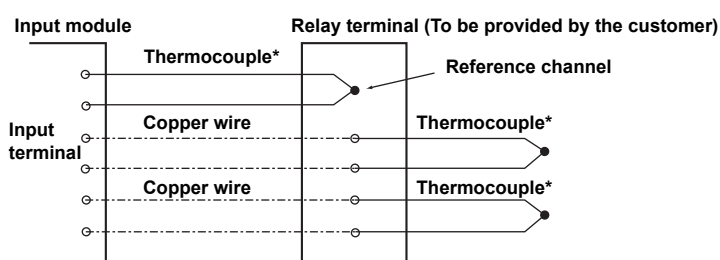 Input module
Relay terminal (To be provided by the customer)
Thermocouple*
Reference channel
Input
terminal
Copper wire
Thermocouple*
Copper wire
Thermocouple*